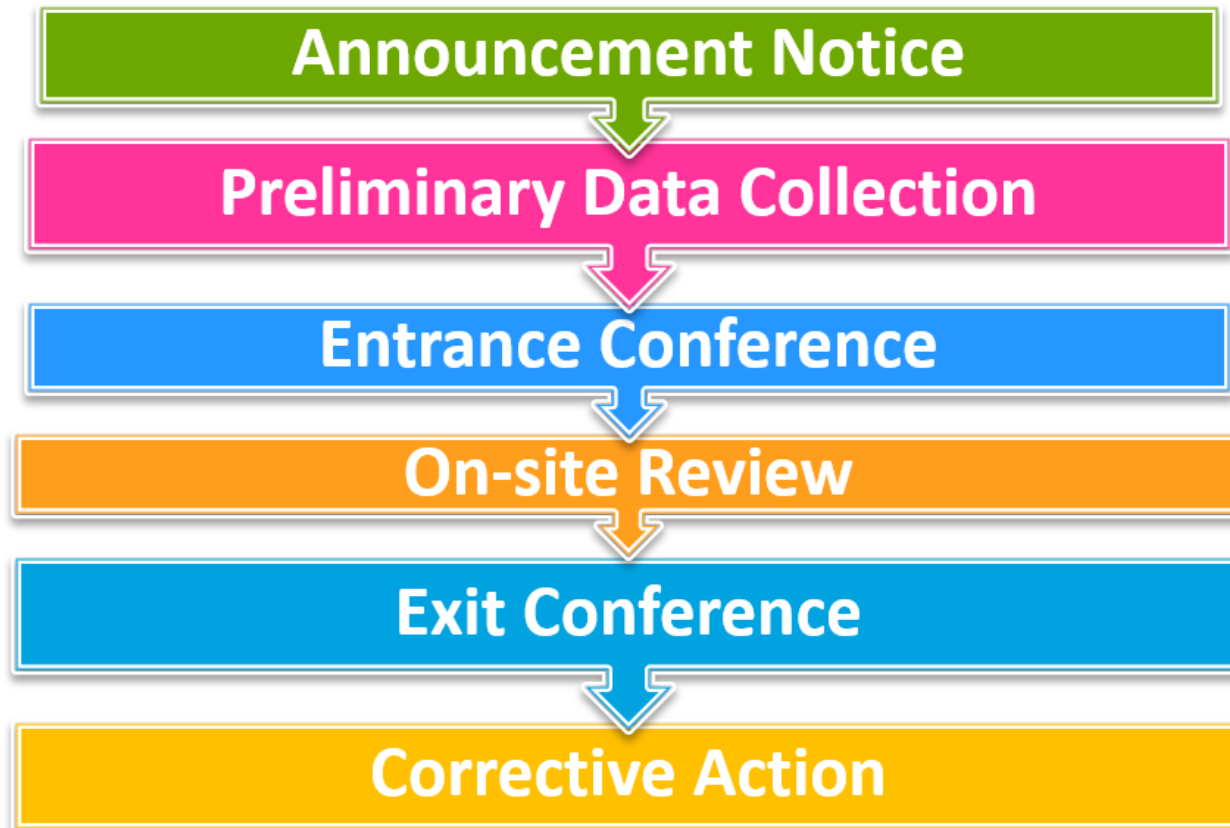 Announcement Notice
Preliminary Data Collection
Entrance Conference
On-site Review
Exit Conference
Corrective Action